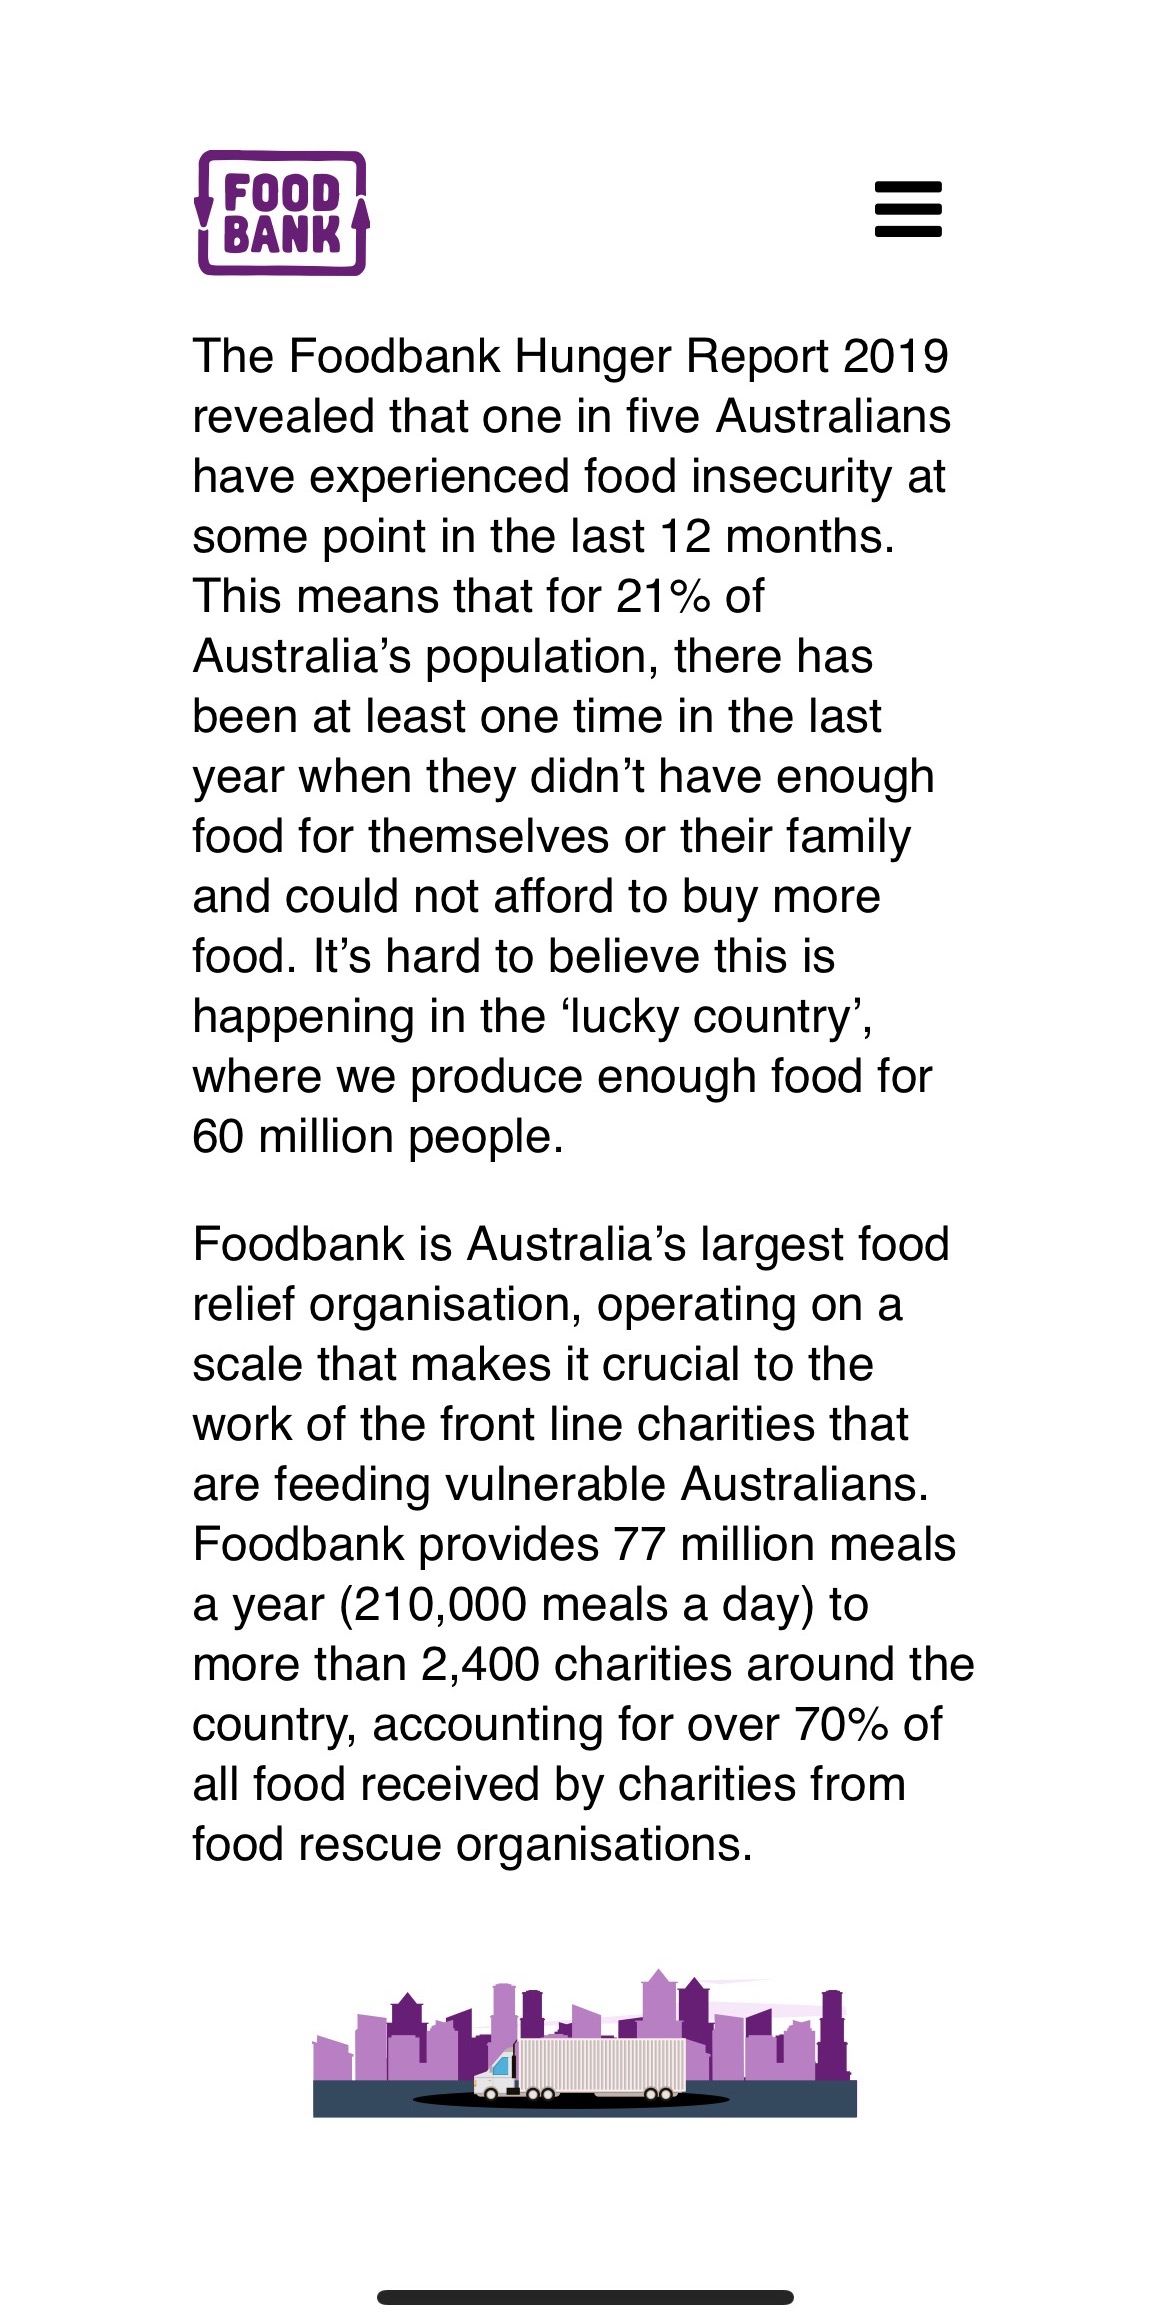 FOOD
BANK
The Foodbank Hunger Report 2019
revealed that one in five Australians
have experienced food insecurity at
some point in the last 12 months.
This means that for 21% of
Australia’s population, there has
been at least one time in the last
year when they didn’t have enough
food for themselves or their family
and could not afford to buy more
food. It’s hard to believe this is
happening in the ‘lucky country’,
where we produce enough food for
60 million people.
Foodbank is Australia’s largest food
relief organisation, operating on a
scale that makes it crucial to the
work of the front line charities that
are feeding vulnerable Australians.
Foodbank provides 77 million meals
a year (210,000 meals a day) to
more than 2,400 charities around the
country, accounting for over 70% of
all food received by charities from
food rescue organisations.